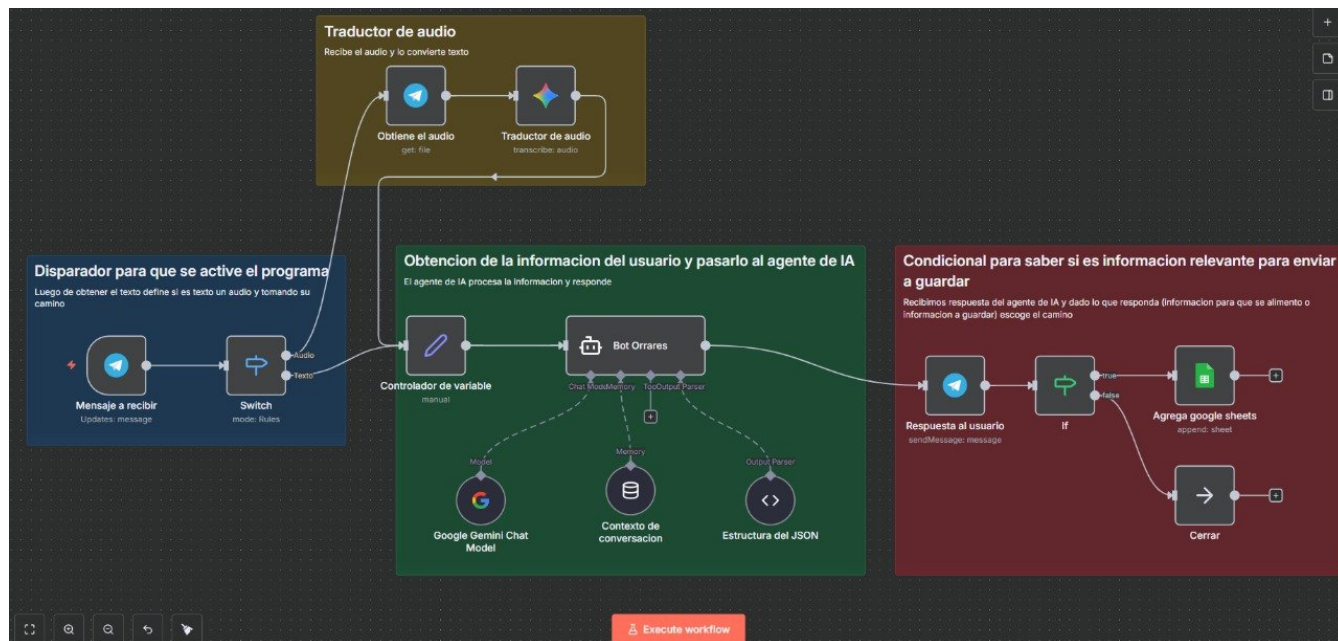 Traductor de audio
Recibe el audio y lo convierte texto
Obtiene el audio
get: file
Traductor de audio
transcribe: audio
Disparador para que se active el programa
Luego de obtener el texto define si es texto un audio y tomando su
camino
Mensaje a recibir
Updates: message
Audio
Texto
Switch
mode: Rules
Obtencion de la informacion del usuario y pasarlo al agente de IA
El agente de IA procesa la informacion y responde
Controlador de variable
manual
Bot Orrares
Chat Mode
Memory
Too
Output Parser
Model
Google Gemini Chat
Model
Memory
Contexto de
conversacion
Output Parser
Estructura del JSON
Condicional para saber si es informacion relevante para enviar
a guardar
Recibimos respuesta del agente de IA y dado lo que responda (informacion para que se alimento o
informacion a guardar) escoge el camino
Respuesta al usuario
sendMessage: message
If
true
false
Agrega google sheets
append: sheet
Cerrar
Execute workflow